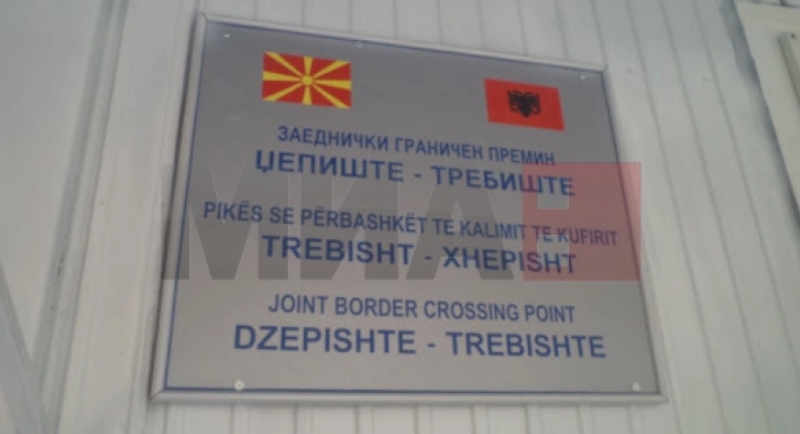 ЗАЕДНИЧКИ ГРАНИЧЕН ПРЕМИН
ЏЕПИШТЕ - ТРЕБИШТЕ
PIKËS SE PËRBASHKËT TE KALIMIT TE KUFIRIT
TREBISHT - XHEPISHT
JOINT BORDER CROSSING POINT
DZEPISHTE - TREBISHTE
МИА